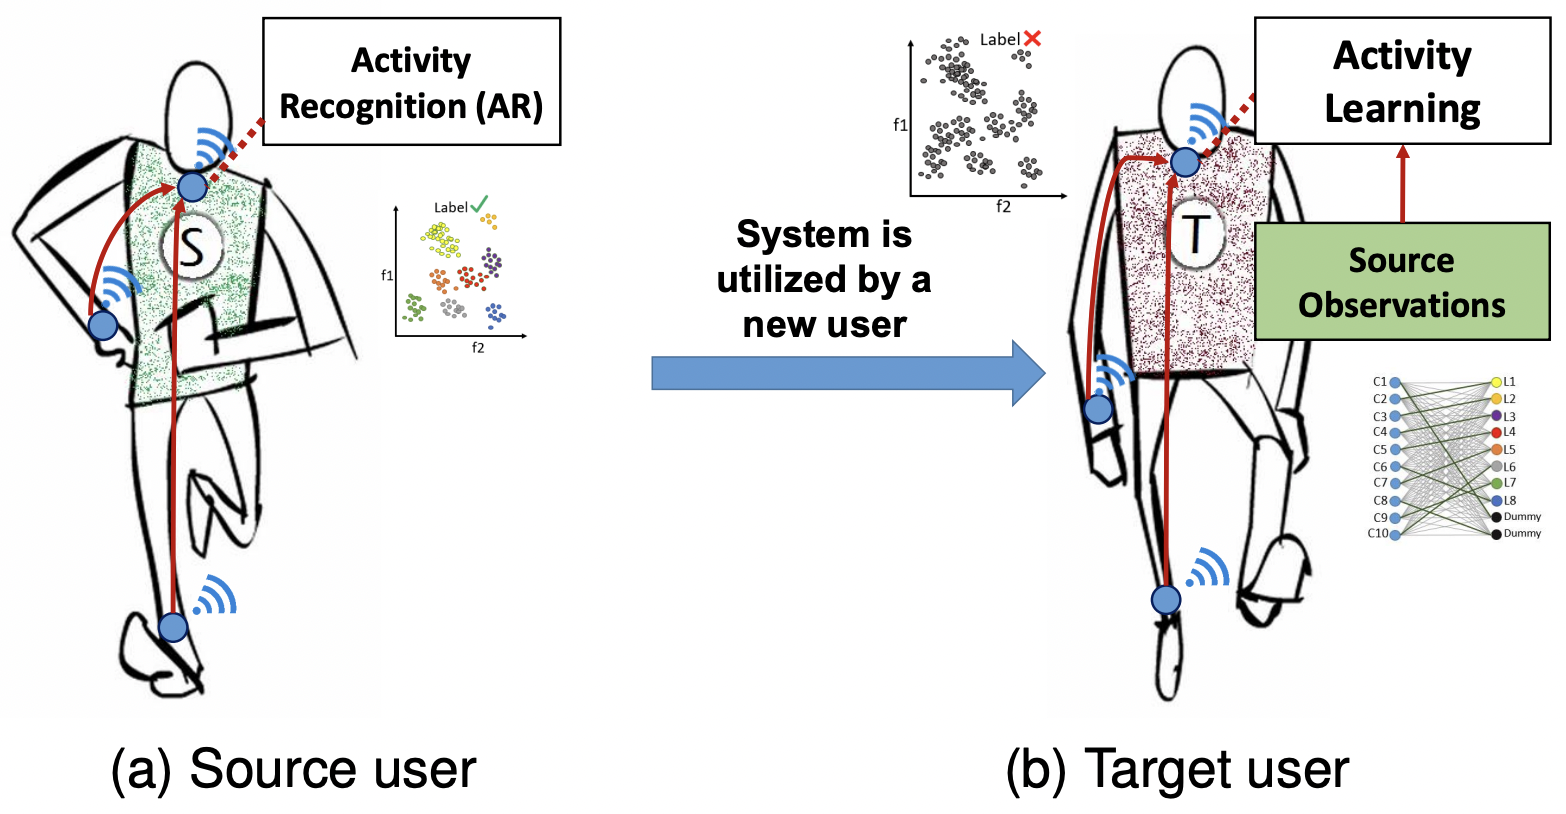 Activity
Recognition (AR)
S
Label
f1
f2
System is
utilized by a
new user
Label
f1
f2
Activity
Learning
T
Source
Observations
C1 L1
C2 L2
C3 L3
C4 L4
C5 L5
C6 L6
C7 L7
C8 L8
C9 Dummy
C10 Dummy
(a) Source user
(b) Target user